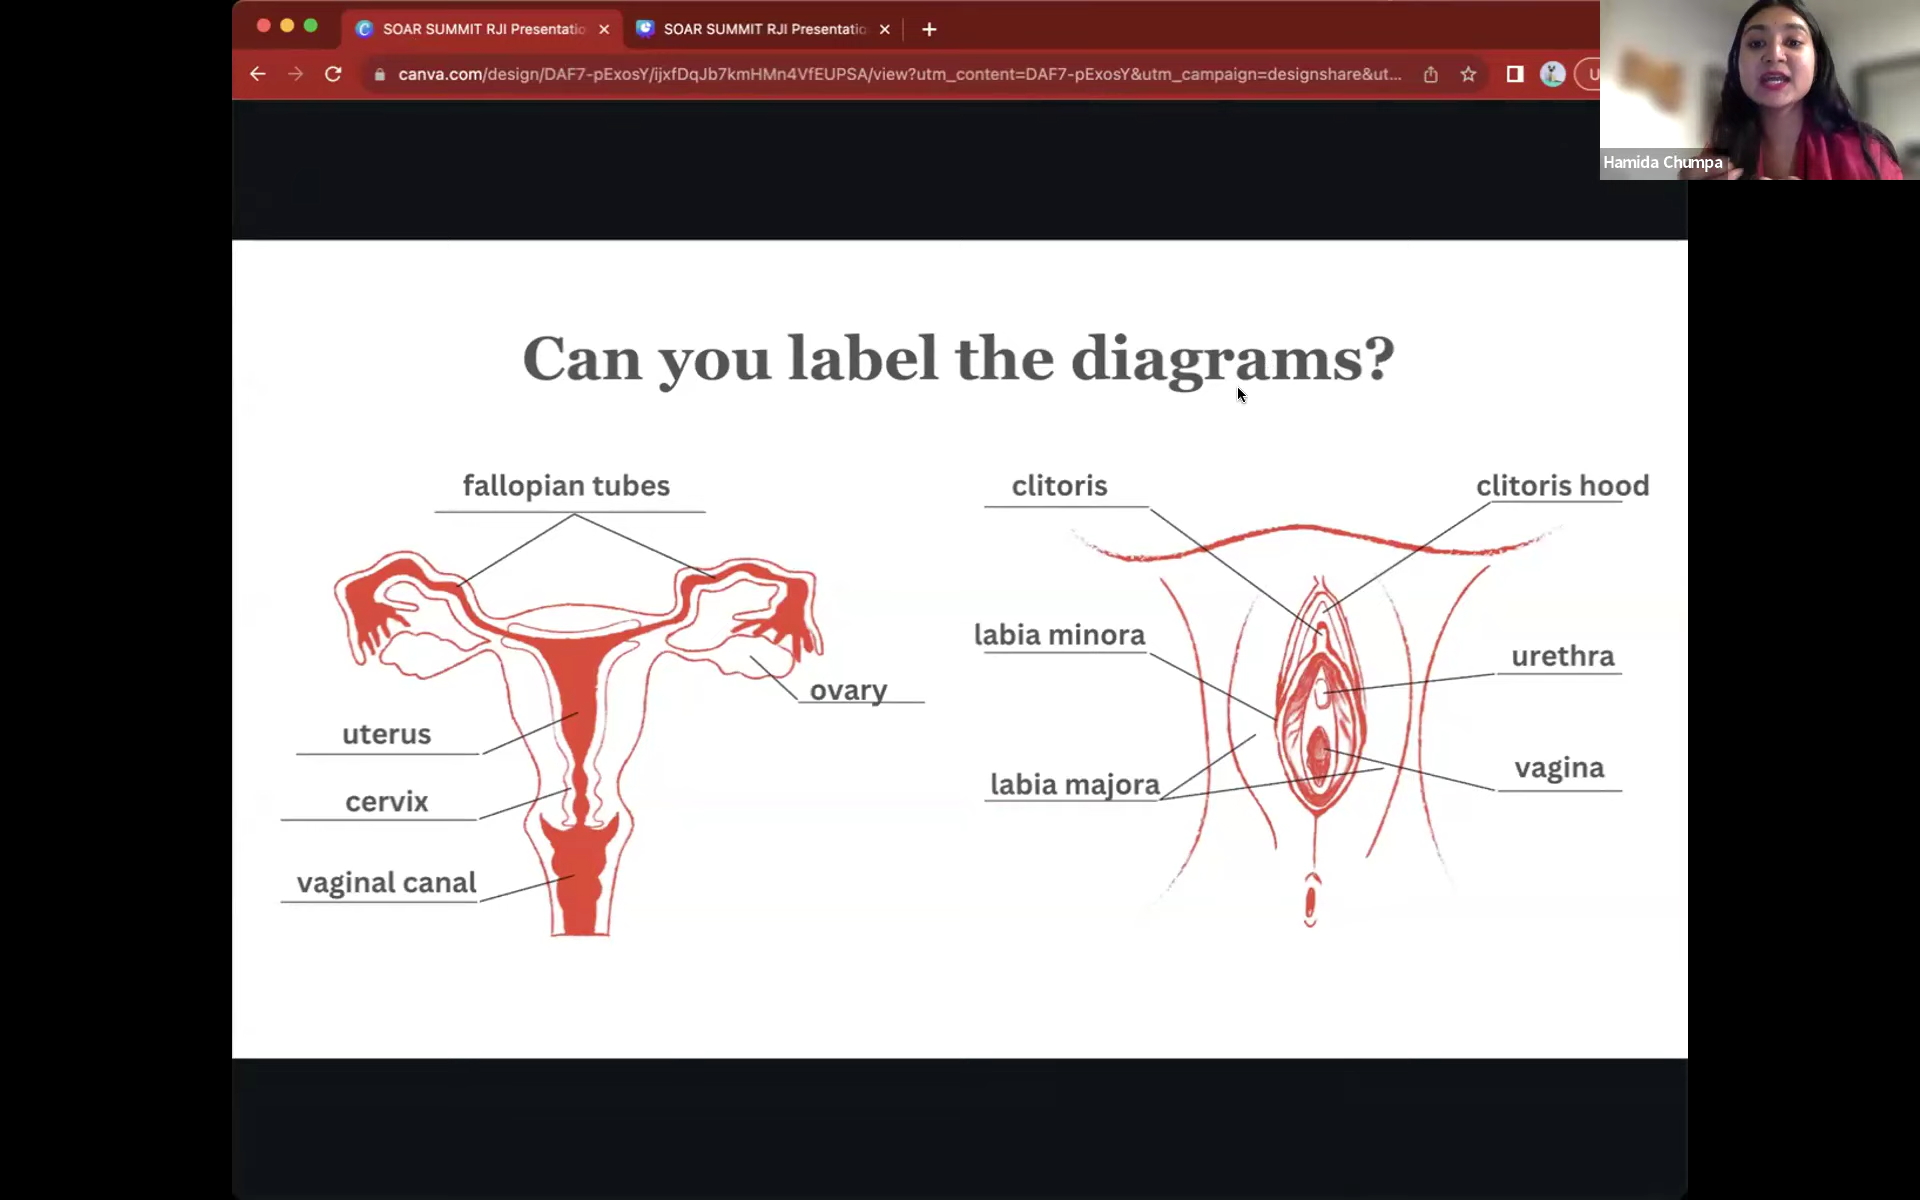 SOAR SUMMIT RJI Presentatio
SOAR SUMMIT RJI Presentatio
canva.com/design/DAF7-pExosY/ijxfDqJb7kmHMn4VfEUPSA/view?utm_content=DAF7-pExosY&utm_campaign=designshare&ut...
U
Hamida Chumpa
Can you label the diagrams?
fallopian tubes
clitoris
clitoris hood
labia minora
urethra
ovary
uterus
vagina
labia majora
cervix
vaginal canal